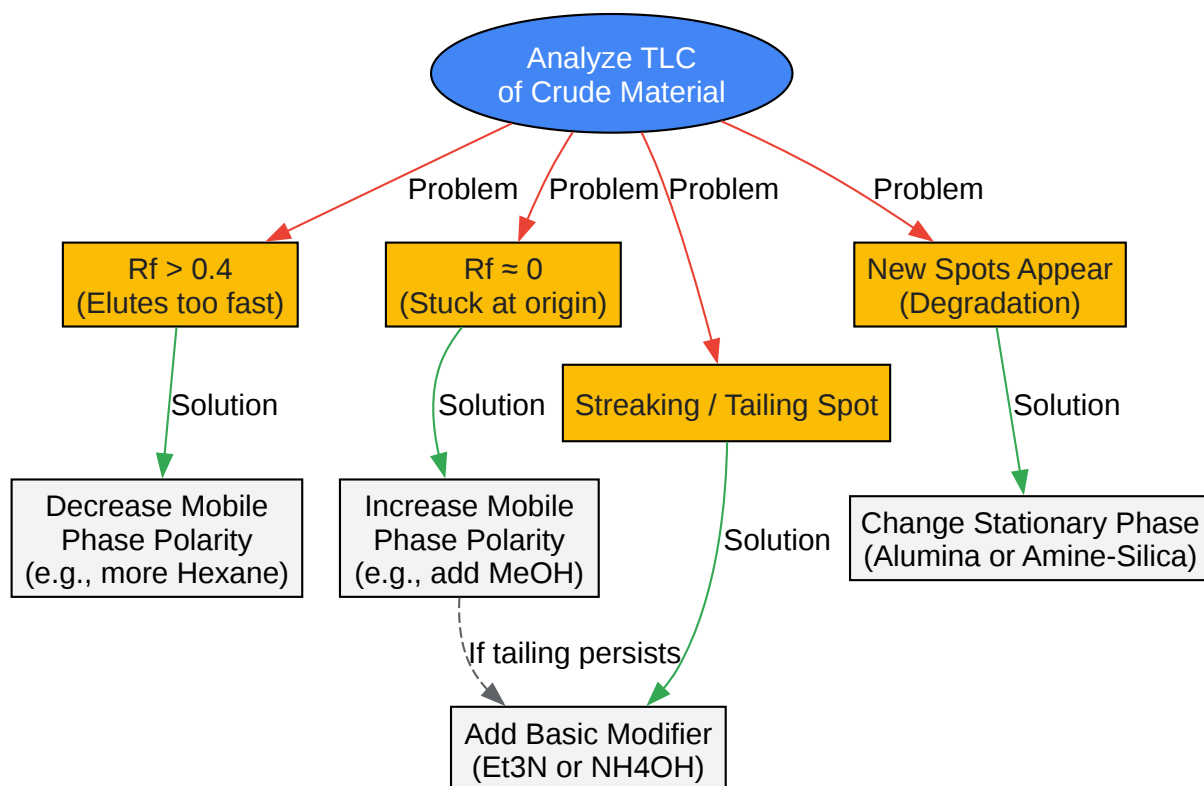 Analyze TLC
of Crude Material
Problem
Problem
Problem
Problem
Rf > 0.4
(Elutes too fast)
Rf ≈ 0
(Stuck at origin)
New Spots Appear
(Degradation)
Streaking / Tailing Spot
Solution
Solution
Solution
Solution
Decrease Mobile
Phase Polarity
(e.g., more Hexane)
Increase Mobile
Phase Polarity
(e.g., add MeOH)
Change Stationary Phase
(Alumina or Amine-Silica)
If tailing persists
Add Basic Modifier
(Et3N or NH4OH)